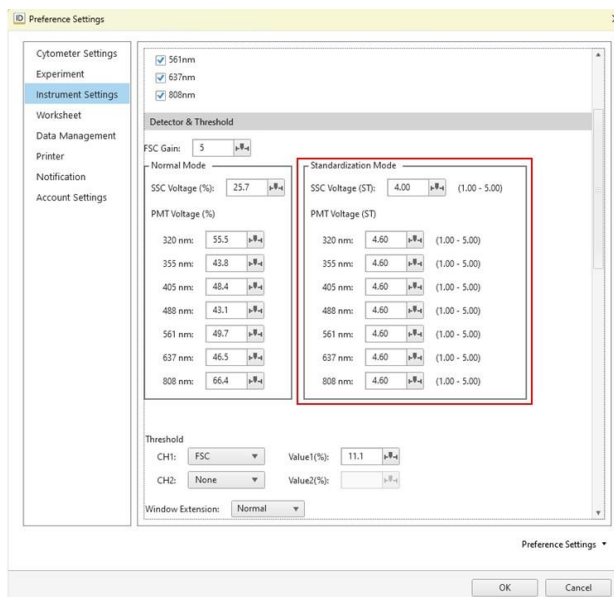 ID Preference Settings
Cytometer Settings
Experiment
Instrument Settings
Worksheet
Data Management
Printer
Notification
Account Settings
561nm
637nm
808nm
Detector & Threshold
FSC Gain: 5
Normal Mode
SSC Voltage (%): 25.7
PMT Voltage (%)
320 nm: 55.5
355 nm: 43.8
405 nm: 48.4
488 nm: 43.1
561 nm: 49.7
637 nm: 46.5
808 nm: 66.4
Standardization Mode
SSC Voltage (ST): 4.00 (1.00 - 5.00)
PMT Voltage (ST)
320 nm: 4.60 (1.00 - 5.00)
355 nm: 4.60 (1.00 - 5.00)
405 nm: 4.60 (1.00 - 5.00)
488 nm: 4.60 (1.00 - 5.00)
561 nm: 4.60 (1.00 - 5.00)
637 nm: 4.60 (1.00 - 5.00)
808 nm: 4.60 (1.00 - 5.00)
Threshold
CH1: FSC Value1(%): 11.1
CH2: None Value2(%):
Window Extension: Normal
Preference Settings
OK Cancel